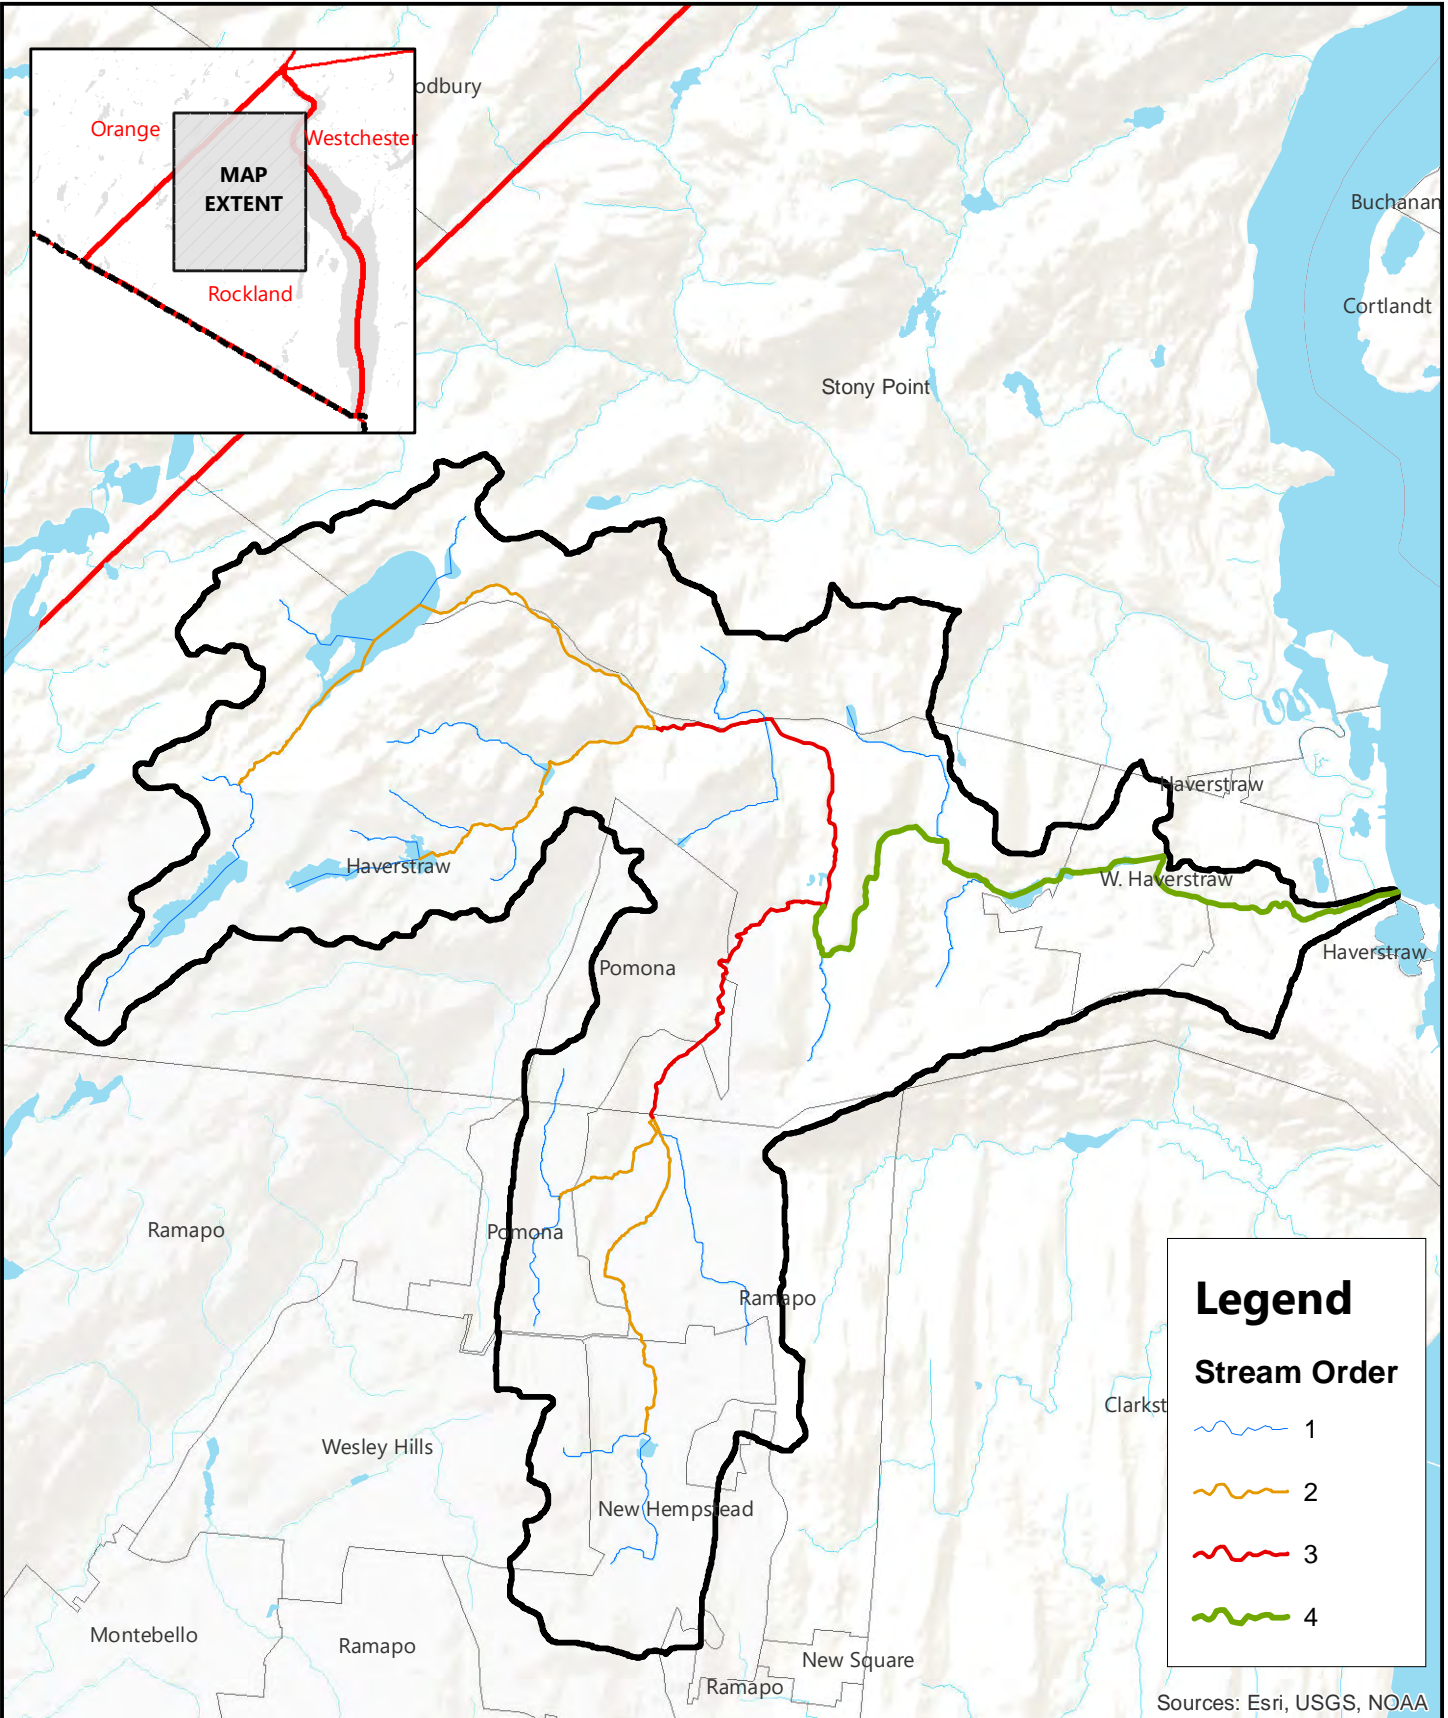 odbury
Orange
Westchester
MAP
EXTENT
Rockland
Buchanan
Cortlandt
Stony Point
Haverstraw
Haverstraw
W. Haverstraw
Haverstraw
Pomona
Ramapo
Pomona
Ramapo
Clarkst
Wesley Hills
New Hempstead
Montebello
Ramapo
New Square
Ramapo
Legend
Stream Order
1
2
3
4
Sources: Esri, USGS, NOAA